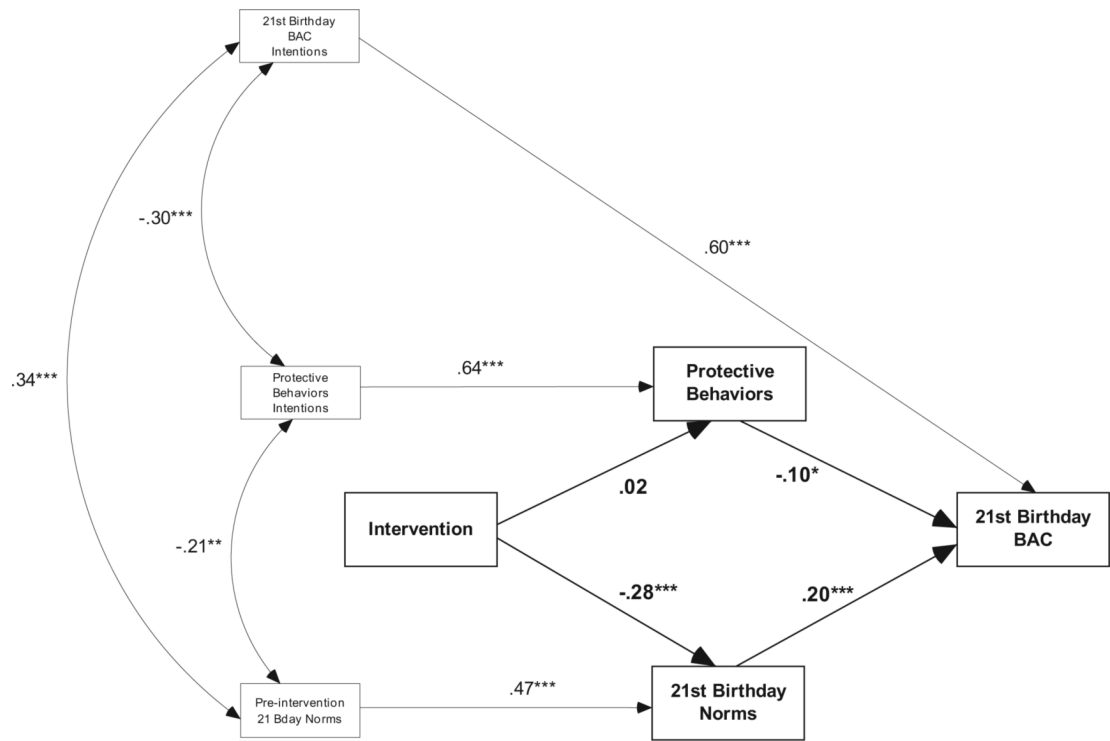 21st Birthday
BAC
Intentions
-.30***
.60***
.34***
Protective
Behaviors
Intentions
.64***
Protective
Behaviors
.02
-.10*
Intervention
21st Birthday
BAC
-.21**
-.28***
.20***
Pre-intervention
21 Bday Norms
.47***
21st Birthday
Norms